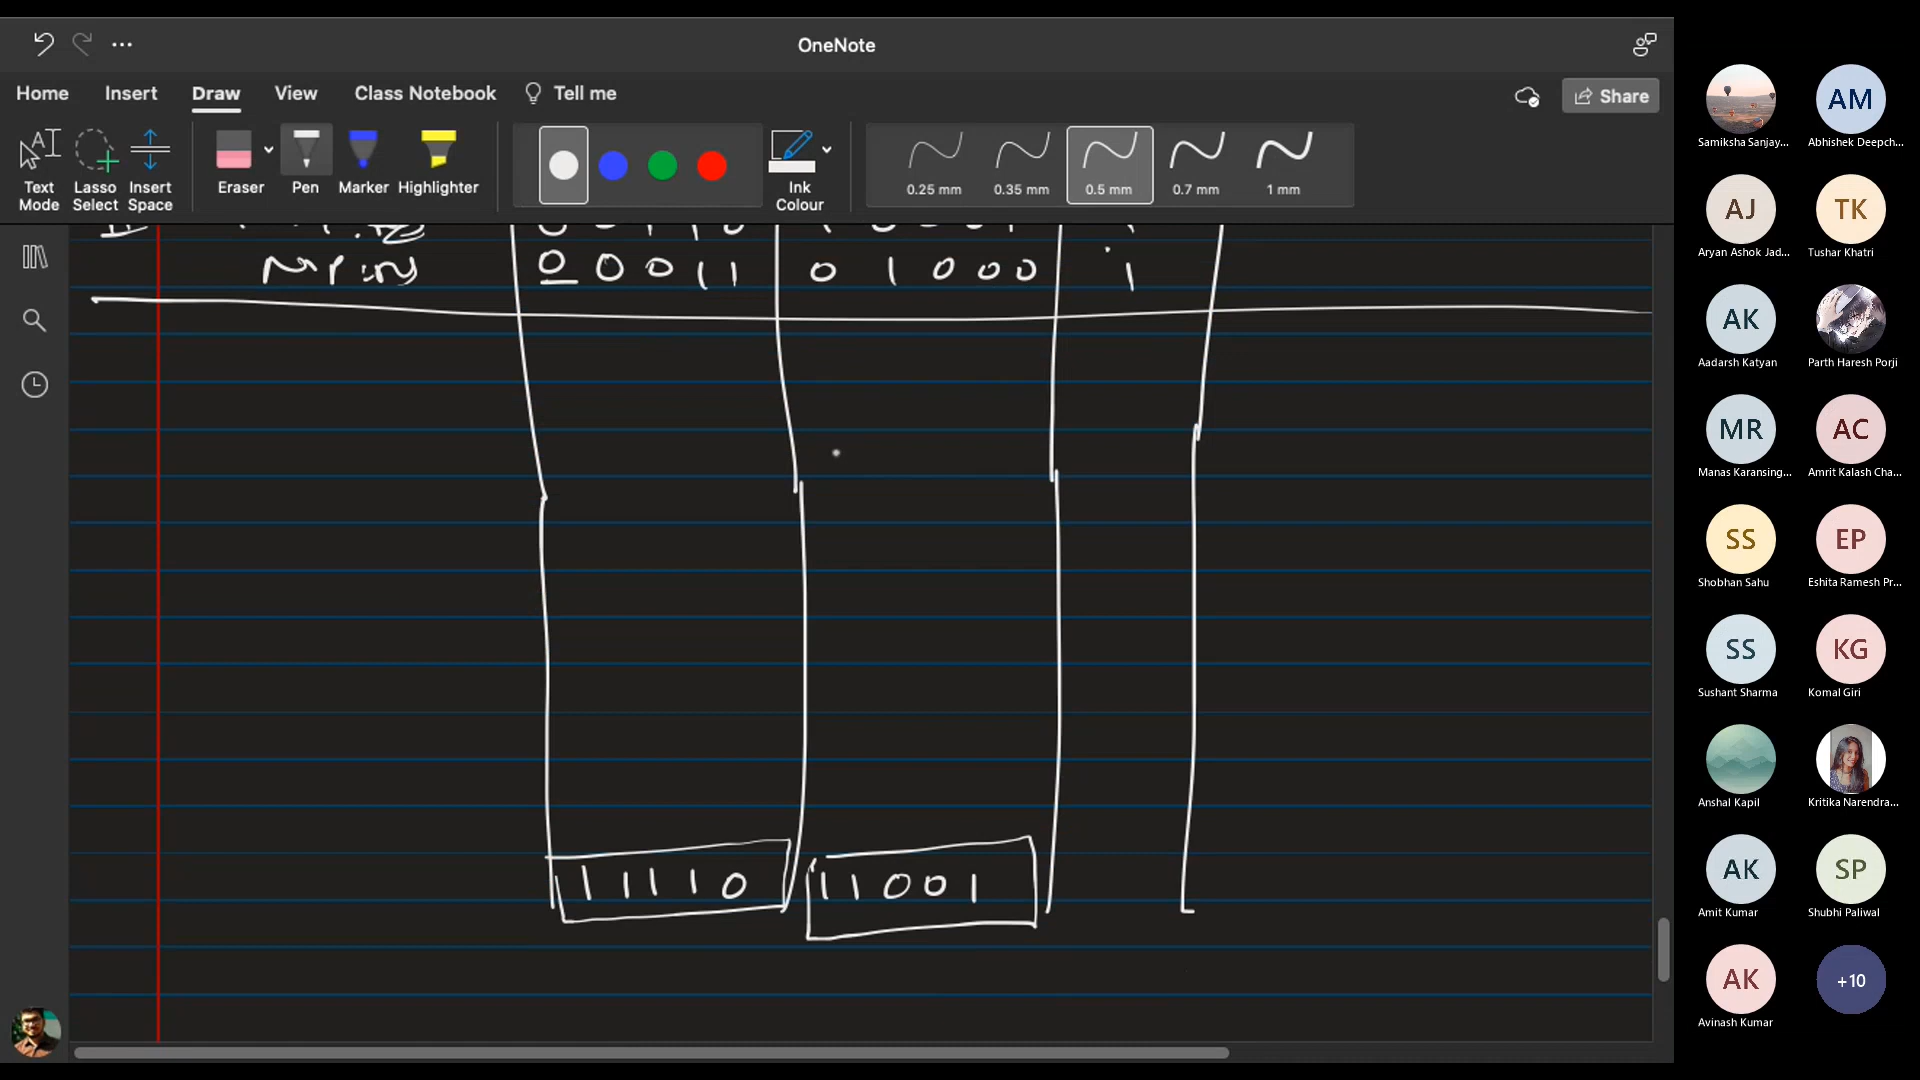 OneNote
Home Insert Draw View Class Notebook Tell me
Share
Text Mode
Lasso Select
Insert Space
Eraser
Pen
Marker
Highlighter
Ink Colour
0.25 mm
0.35 mm
0.5 mm
0.7 mm
1 mm
0 0 0 1 1 0 1 0 0 0 1
1 1 1 1 0 1 1 0 0 1
Samiksha Sanjay...
AM
Abhishek Deepch...
AJ
Aryan Ashok Jad...
TK
Tushar Khatri
AK
Aadarsh Katyan
Parth Haresh Porji
MR
Manas Karansing...
AC
Amrit Kalash Cha...
SS
Shobhan Sahu
EP
Eshita Ramesh Pr...
SS
Sushant Sharma
KG
Komal Giri
Anshal Kapil
Kritika Narendra...
AK
Amit Kumar
SP
Shubhi Paliwal
AK
Avinash Kumar
+10